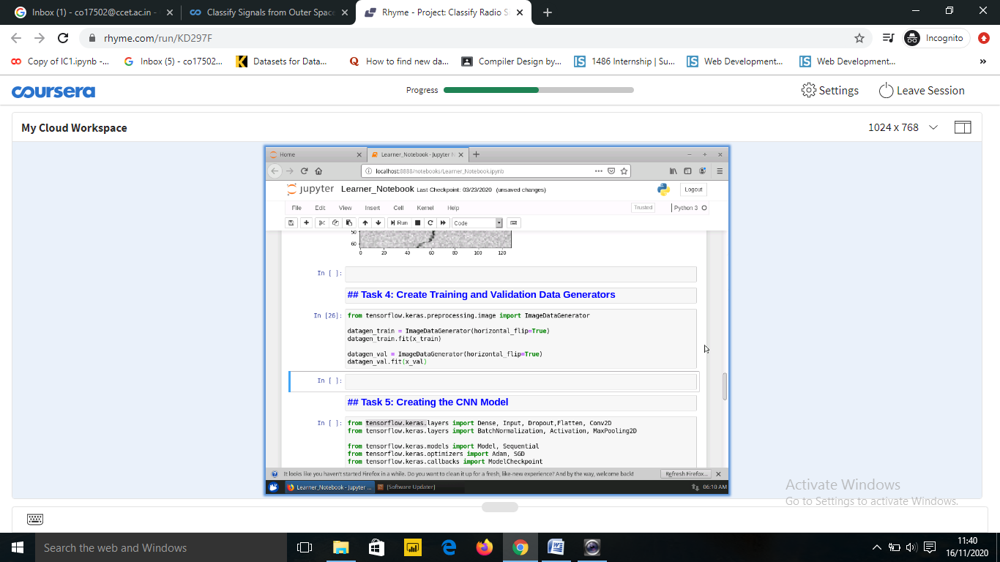 Inbox (1) - co17502@ccet.ac.in -
Classify Signals from Outer Space
Rhyme - Project: Classify Radio S
rhyme.com/run/KD297F
Incognito
Copy of IC1.ipynb -...
Inbox (5) - co17502...
Datasets for Data...
How to find new da...
Compiler Design by...
1486 Internship | Su...
Web Development...
Web Development...
»
coursera
Progress
Settings
Leave Session
My Cloud Workspace
1024 x 768
Home
Learner_Notebook - Jupyter N
localhost:8888/notebooks/Learner_Notebook.ipynb
jupyter Learner_Notebook Last Checkpoint: 03/23/2020 (unsaved changes)
Logout
File Edit View Insert Cell Kernel Help
Trusted
Python 3
Run
Code
50
60
0 20 40 60 80 100 120
In [ ]:
## Task 4: Create Training and Validation Data Generators
In [26]:
from tensorflow.keras.preprocessing.image import ImageDataGenerator
datagen_train = ImageDataGenerator(horizontal_flip=True)
datagen_train.fit(x_train)
datagen_val = ImageDataGenerator(horizontal_flip=True)
datagen_val.fit(x_val)
In [ ]:
## Task 5: Creating the CNN Model
In [ ]:
from tensorflow.keras.layers import Dense, Input, Dropout,Flatten, Conv2D
from tensorflow.keras.layers import BatchNormalization, Activation, MaxPooling2D
from tensorflow.keras.models import Model, Sequential
from tensorflow.keras.optimizers import Adam, SGD
from tensorflow.keras.callbacks import ModelCheckpoint
It looks like you haven't started Firefox in a while. Do you want to clean it up for a fresh, like-new experience? And by the way, welcome back!
Refresh Firefox...
Learner_Notebook - Jupyter ...
[Software Updater]
06:10 AM
Activate Windows
Go to Settings to activate Windows.
Search the web and Windows
11:40
16/11/2020